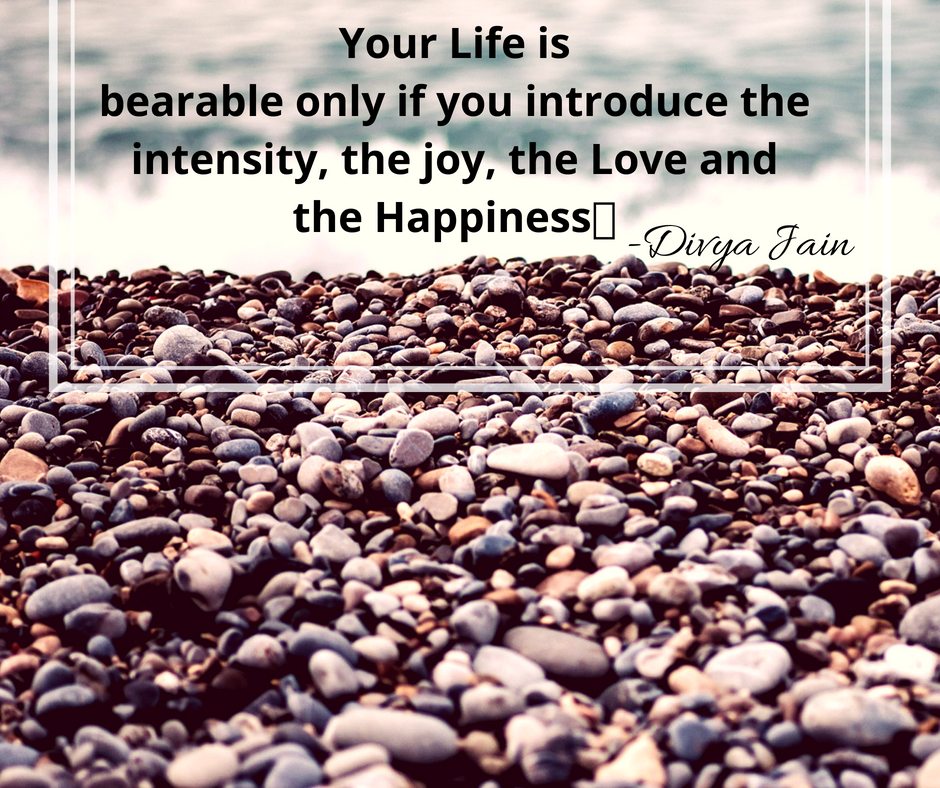 Your Life is
bearable only if you introduce the
intensity, the joy, the Love and
the Happiness
-Divya Jain